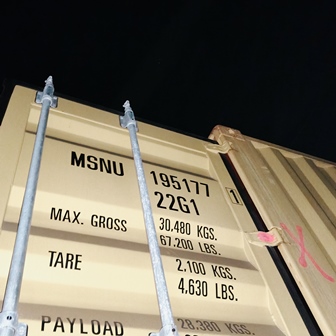 MSNU 195177 1
22G1
MAX. GROSS 30,480 KGS.
67,200 LBS.
TARE 2,100 KGS.
4,630 LBS.
PAYLOAD 28,380 KGS.